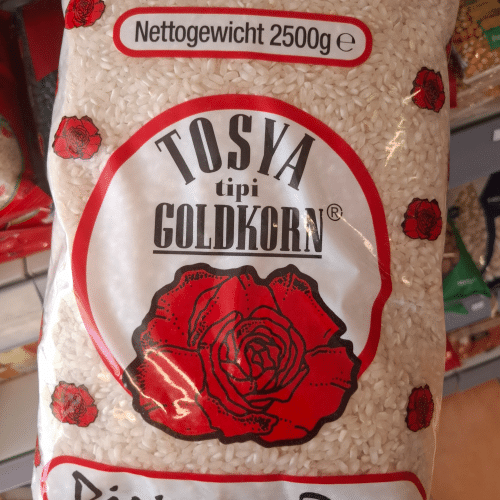 Nettogewicht 2500g e
TOSYA
tipi
GOLDKORN®